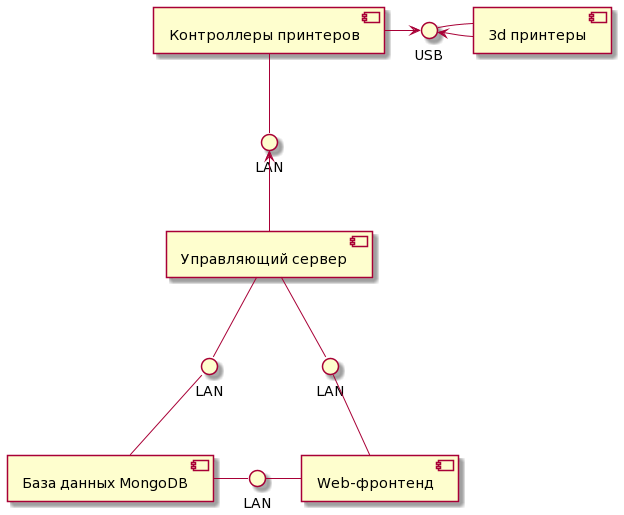 Контроллеры принтеров
3d принтеры
USB
LAN
Управляющий сервер
LAN
LAN
База данных MongoDB
Web-фронтенд
LAN